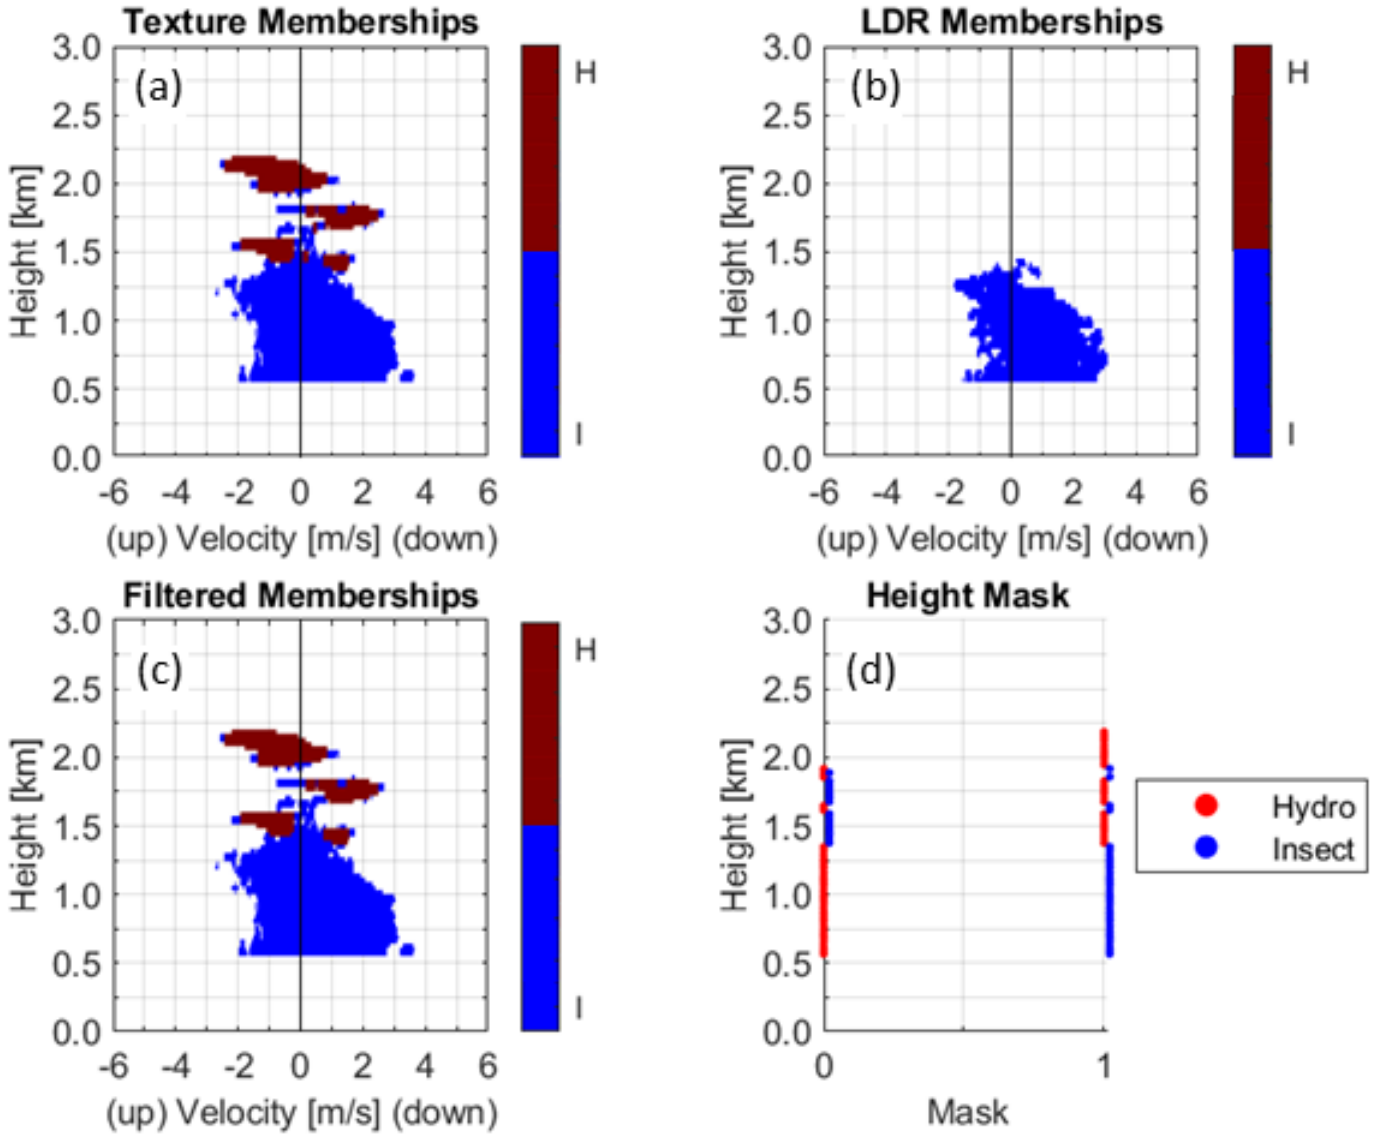 Texture Memberships
(a)
3.0
2.5
2.0
1.5
1.0
0.5
0.0
Height [km]
-6 -4 -2 0 2 4 6
(up) Velocity [m/s] (down)
H
I
LDR Memberships
(b)
3.0
2.5
2.0
1.5
1.0
0.5
0.0
Height [km]
-6 -4 -2 0 2 4 6
(up) Velocity [m/s] (down)
H
I
Filtered Memberships
(c)
3.0
2.5
2.0
1.5
1.0
0.5
0.0
Height [km]
-6 -4 -2 0 2 4 6
(up) Velocity [m/s] (down)
H
I
Height Mask
(d)
3.0
2.5
2.0
1.5
1.0
0.5
0.0
Height [km]
0 1
Mask
Hydro
Insect